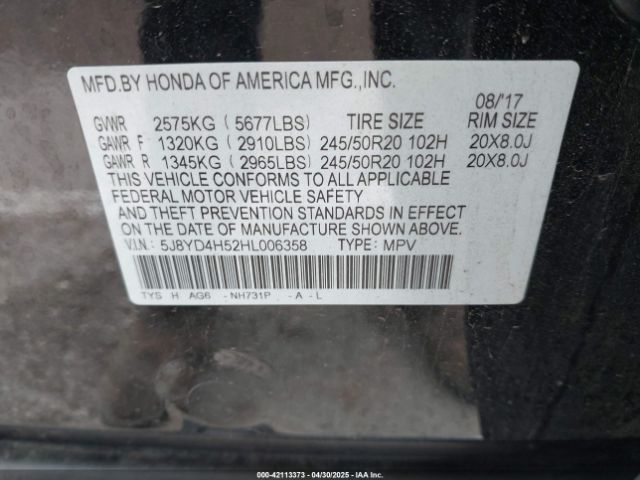 MFD.BY HONDA OF AMERICA MFG.,INC.
08/'17
GVWR 2575KG ( 5677LBS) TIRE SIZE RIM SIZE
GAWR F 1320KG ( 2910LBS) 245/50R20 102H 20X8.0J
GAWR R 1345KG ( 2965LBS) 245/50R20 102H 20X8.0J
THIS VEHICLE CONFORMS TO ALL APPLICABLE
FEDERAL MOTOR VEHICLE SAFETY
AND THEFT PREVENTION STANDARDS IN EFFECT
ON THE DATE OF MANUFACTURE SHOWN ABOVE.
V.I.N.: 5J8YD4H52HL006358 TYPE: MPV
TYS H AG6 -NH731P -A-L
000-42113373 - 04/30/2025 - IAA Inc.